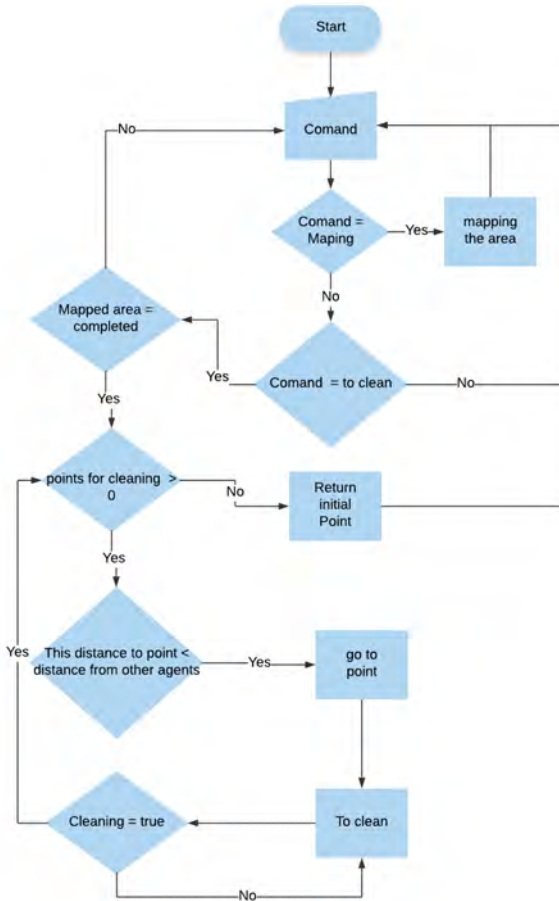 Start
Comand
No
Comand =
Maping
Yes
mapping
the area
No
Mapped area =
completed
Yes
Comand = to clean
No
Yes
points for cleaning >
0
No
Return
initial
Point
Yes
This distance to point <
distance from other agents
Yes
go to
point
Yes
Cleaning = true
To clean
No